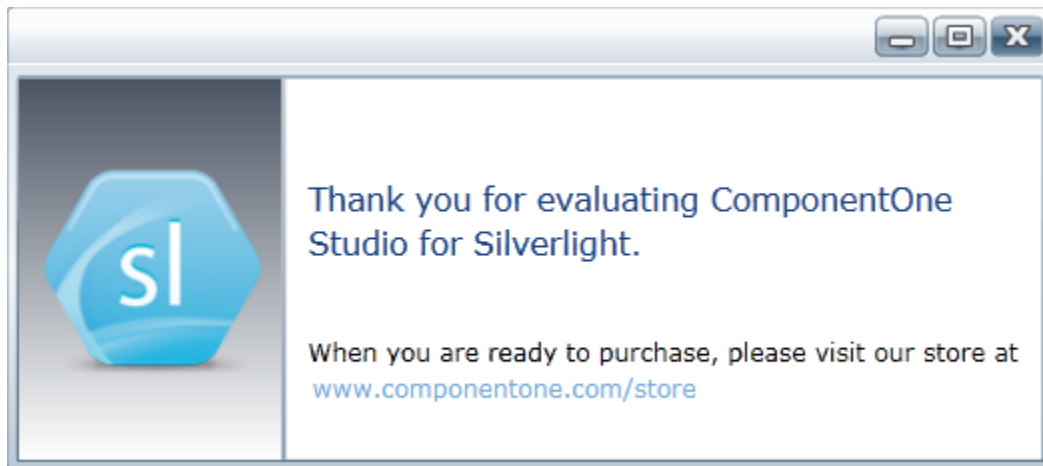 sl
Thank you for evaluating ComponentOne
Studio for Silverlight.
When you are ready to purchase, please visit our store at
www.componentone.com/store